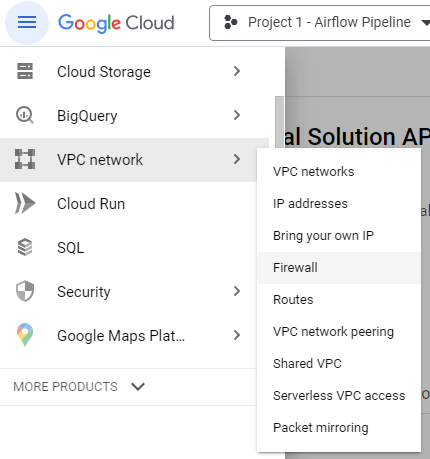 Google Cloud
Project 1 - Airflow Pipeline
Cloud Storage
BigQuery
VPC network
Cloud Run
SQL
Security
Google Maps Plat...
MORE PRODUCTS
al Solution AP
VPC networks
IP addresses
Bring your own IP
Firewall
Routes
VPC network peering
Shared VPC
Serverless VPC access
Packet mirroring